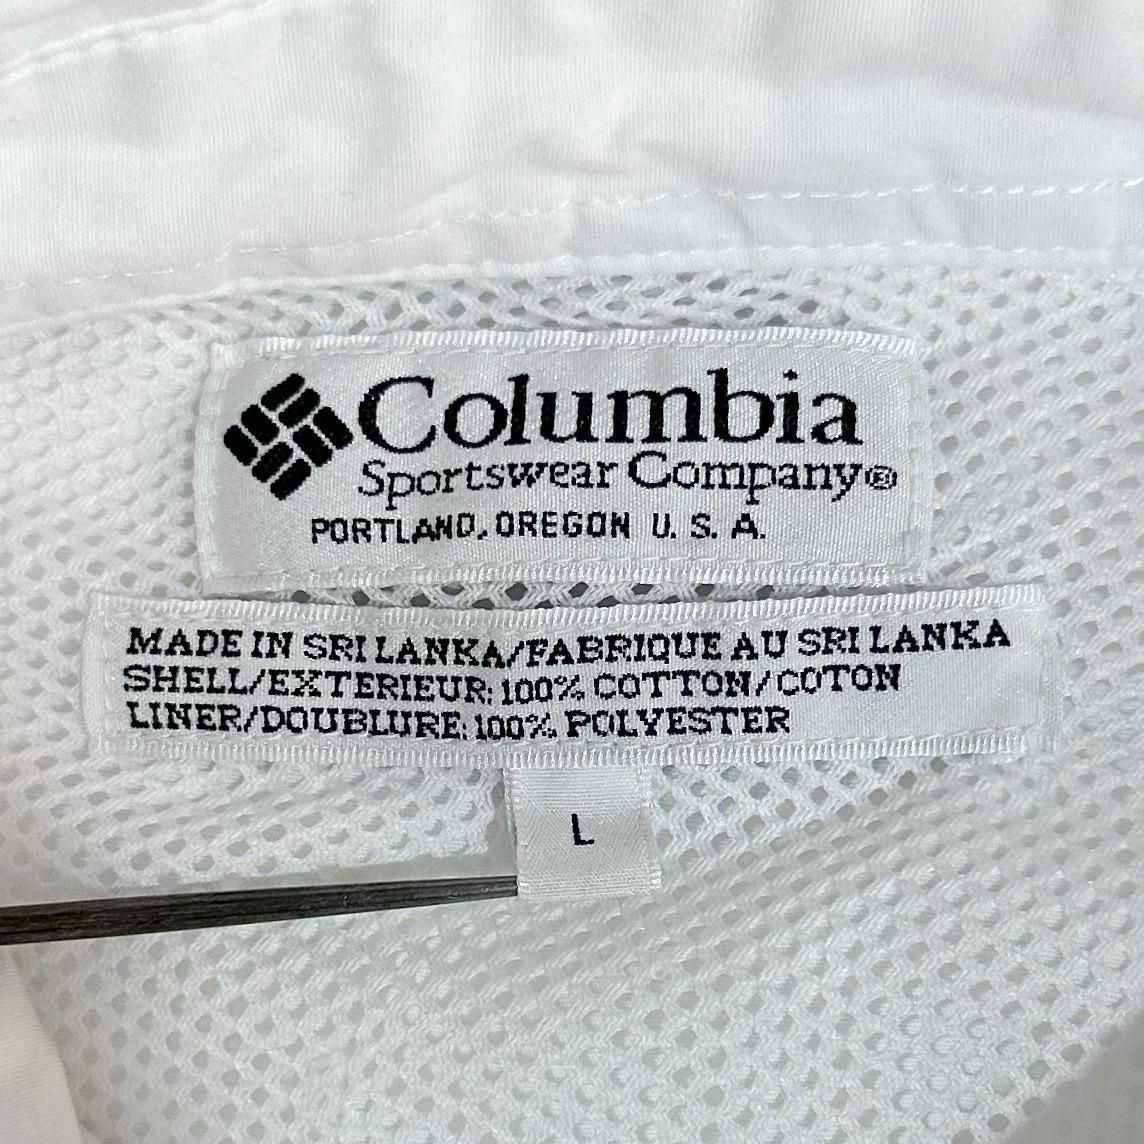 Columbia
Sportswear Company®
PORTLAND, OREGON U. S. A.
MADE IN SRI LANKA/FABRIQUE AU SRI LANKA
SHELL/EXTERIEUR: 100% COTTON/COTON
LINER/DOUBLURE: 100% POLYESTER
L